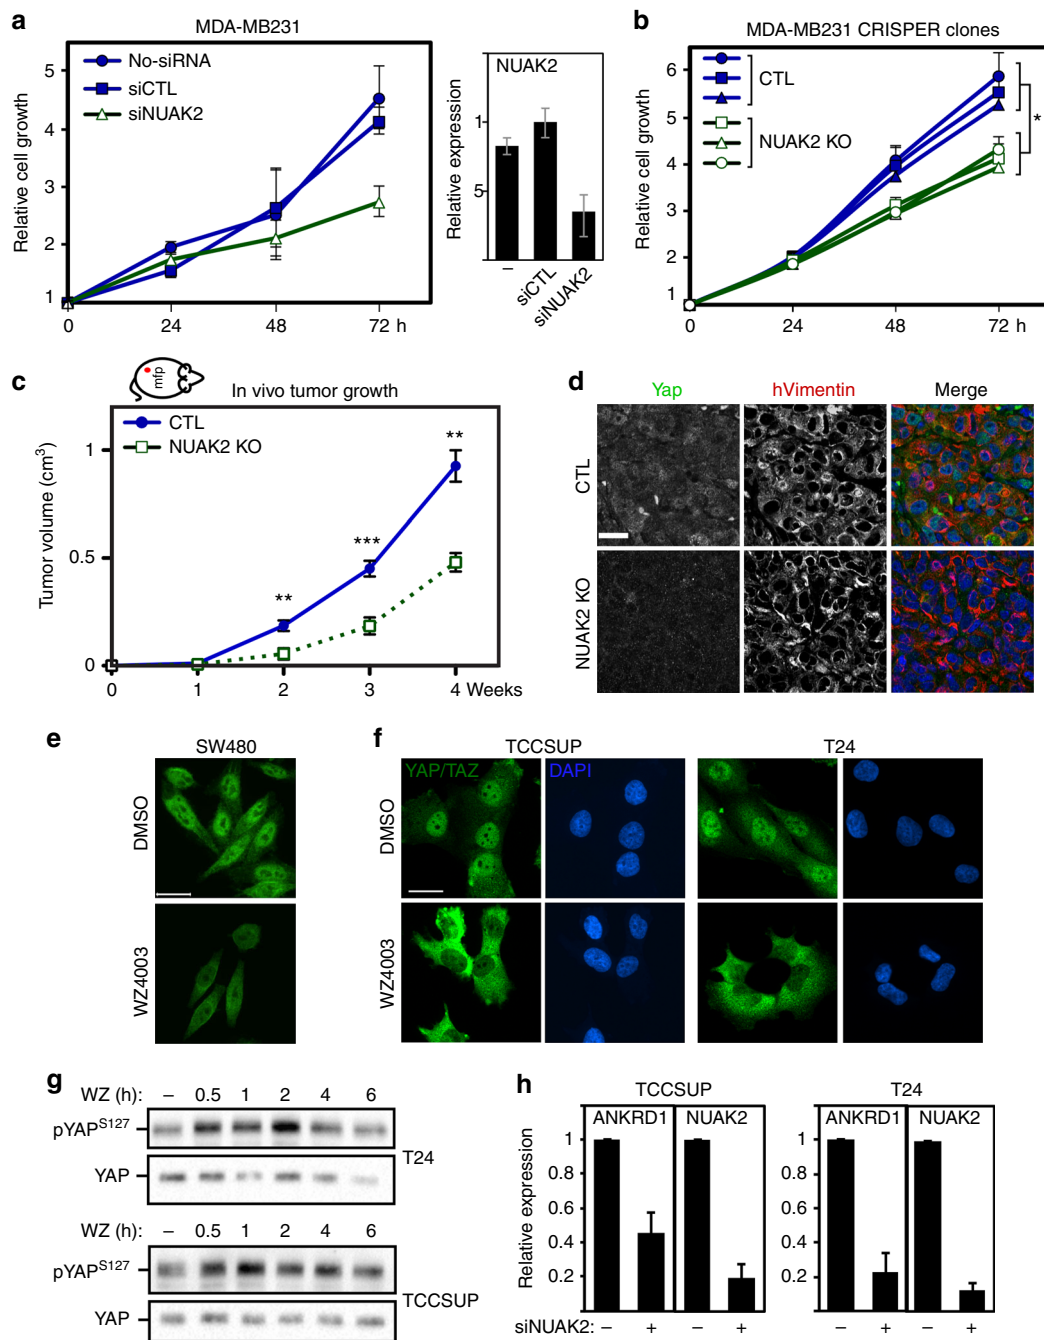 a
MDA-MB231
No-siRNA
siCTL
siNUAK2
Relative cell growth
5
4
3
2
1
0
24
48
72 h
NUAK2
Relative expression
5
–
siCTL
siNUAK2
b
MDA-MB231 CRISPER clones
CTL
NUAK2 KO
*
Relative cell growth
6
5
4
3
2
1
0
24
48
72 h
c
mfp
In vivo tumor growth
CTL
NUAK2 KO
Tumor volume (cm3)
1
0.5
0
**
***
**
0
1
2
3
4 Weeks
d
Yap
hVimentin
Merge
CTL
NUAK2 KO
e
SW480
DMSO
WZ4003
f
TCCSUP
T24
YAP/TAZ
DAPI
DMSO
WZ4003
g
WZ (h): – 0.5 1 2 4 6
pYAPS127
YAP
T24
WZ (h): – 0.5 1 2 4 6
pYAPS127
YAP
TCCSUP
h
TCCSUP
T24
ANKRD1
NUAK2
ANKRD1
NUAK2
Relative expression
1
0.8
0.6
0.4
0.2
1
0.8
0.6
0.4
0.2
siNUAK2: – + – + – + – +